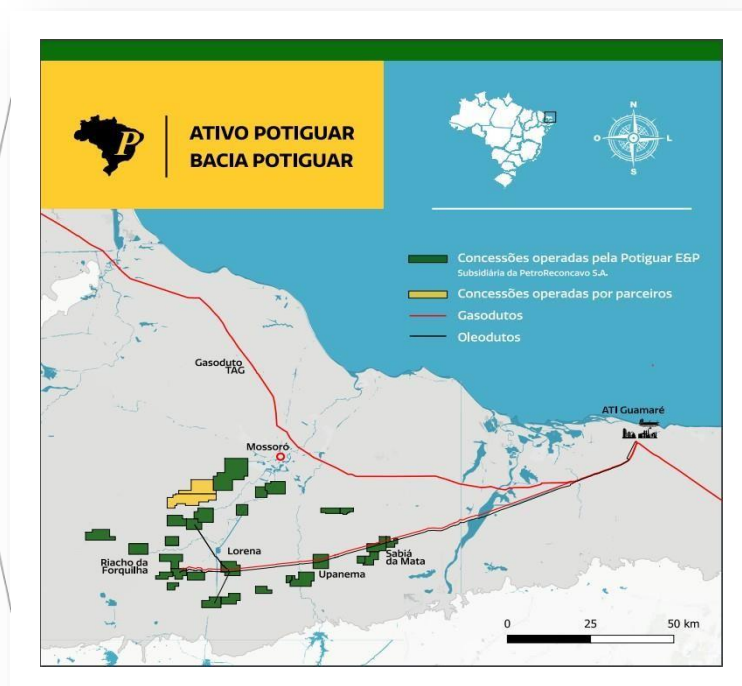 P
ATIVO POTIGUAR
BACIA POTIGUAR
N
O
L
S
Concessões operadas pela Potiguar E&P
Subsidiária da PetroReconcavo S.A.
Concessões operadas por parceiros
Gasodutos
Oleodutos
Gasoduto
TAG
ATI Guamaré
Mossoró
Lorena
Sabiá
da Mata
Riacho da
Forquilha
Upanema
0
25
50 km